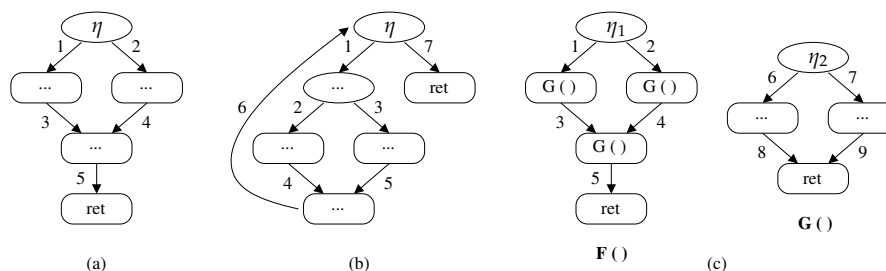 η
1 2
... ...
3 4
...
5
ret
(a)
η
1 7
... ret
6
2 3
... ...
4 5
...
(b)
η1
1 2
G ( ) G ( )
3 4
G ( )
5
ret
F ( )
η2
6 7
... ...
8 9
ret
G ( )
(c)